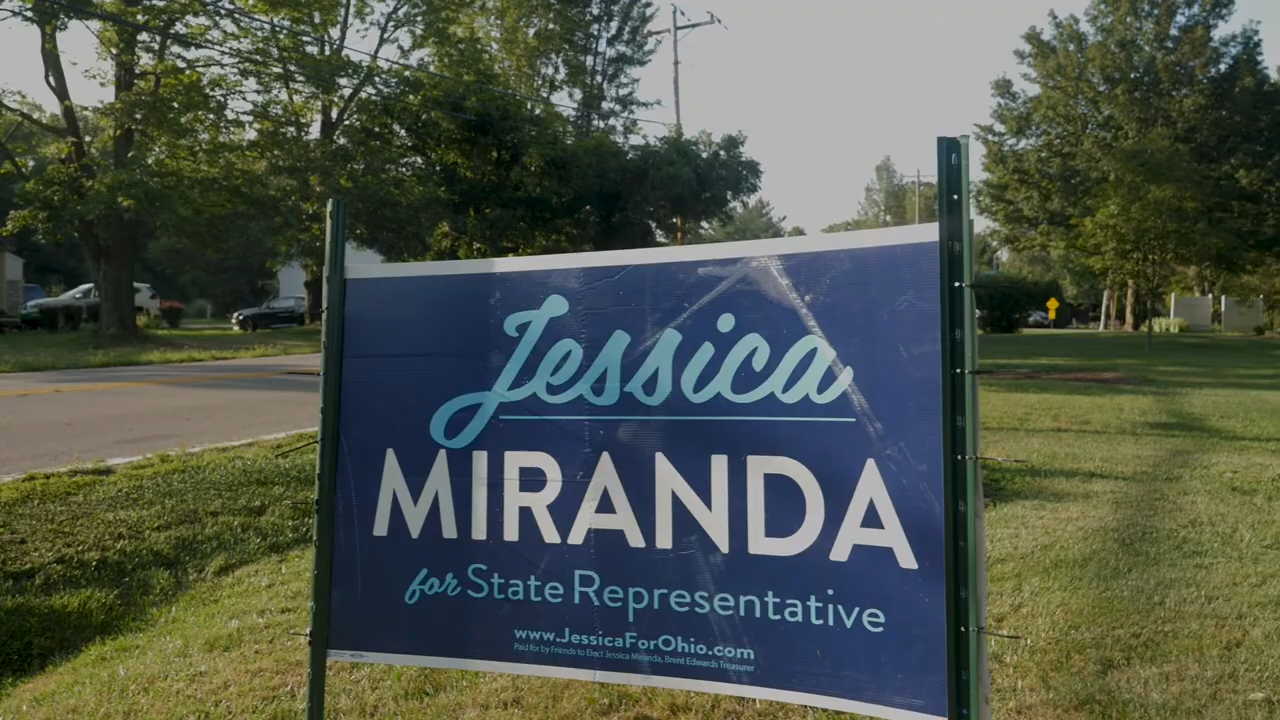 Jessica
MIRANDA
for State Representative
www.JessicaForOhio.com
Paid for by Friends to Elect Jessica Miranda, Brent Edwards Treasurer